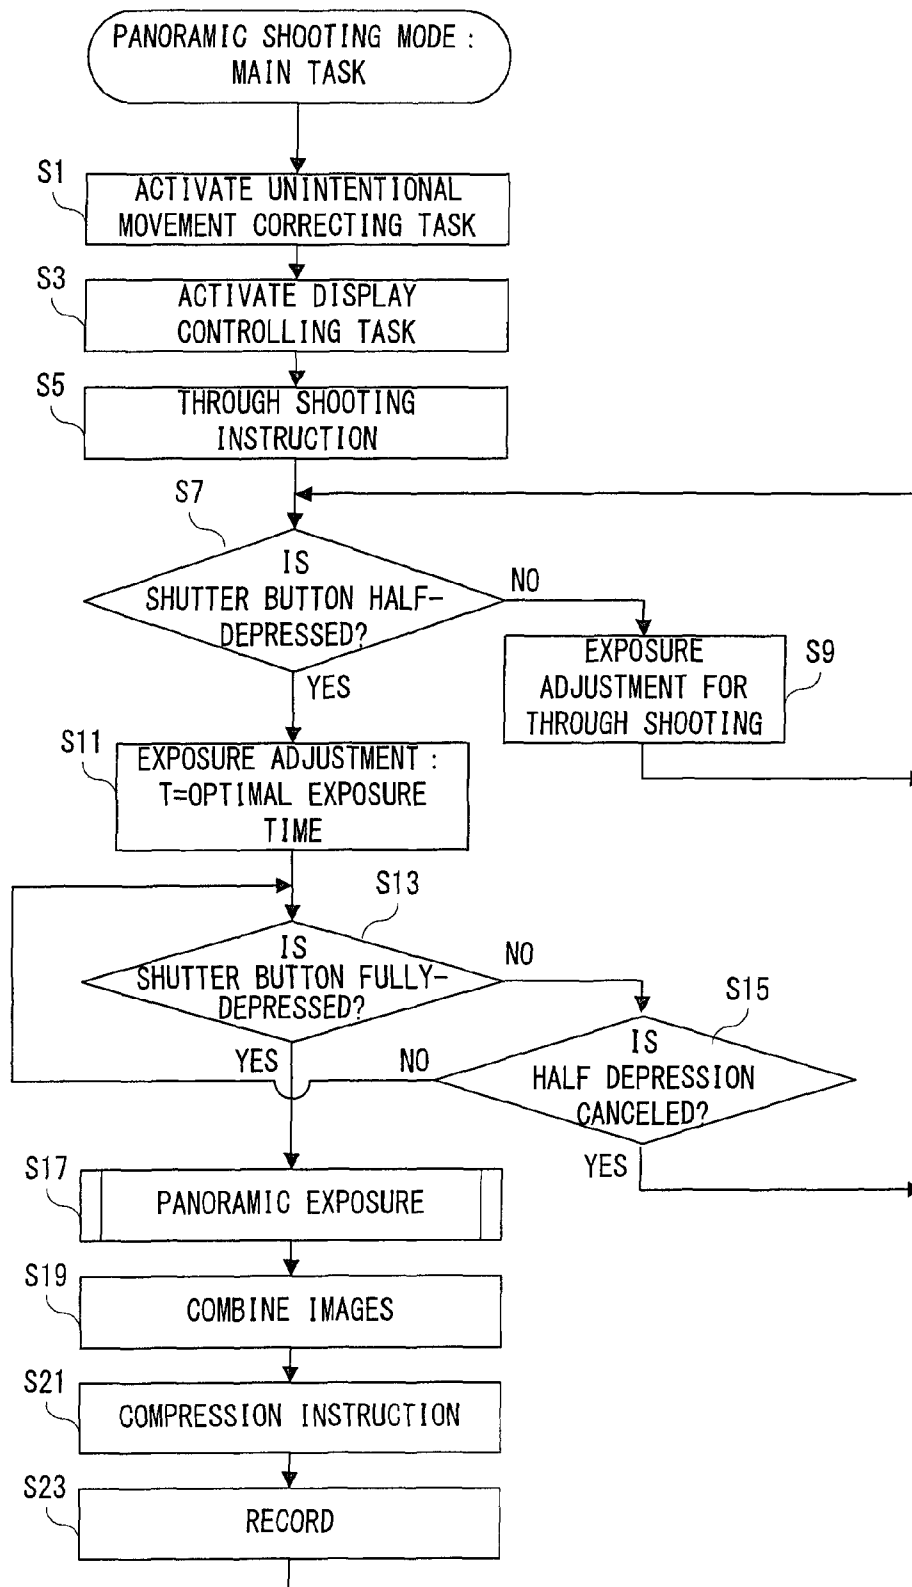 PANORAMIC SHOOTING MODE :
MAIN TASK
S1
ACTIVATE UNINTENTIONAL
MOVEMENT CORRECTING TASK
S3
ACTIVATE DISPLAY
CONTROLLING TASK
S5
THROUGH SHOOTING
INSTRUCTION
S7
IS
SHUTTER BUTTON HALF-
DEPRESSED?
NO
YES
EXPOSURE
ADJUSTMENT FOR
THROUGH SHOOTING
S9
S11
EXPOSURE ADJUSTMENT :
T=OPTIMAL EXPOSURE
TIME
S13
IS
SHUTTER BUTTON FULLY-
DEPRESSED?
NO
YES
S15
IS
HALF DEPRESSION
CANCELED?
NO
YES
S17
PANORAMIC EXPOSURE
S19
COMBINE IMAGES
S21
COMPRESSION INSTRUCTION
S23
RECORD